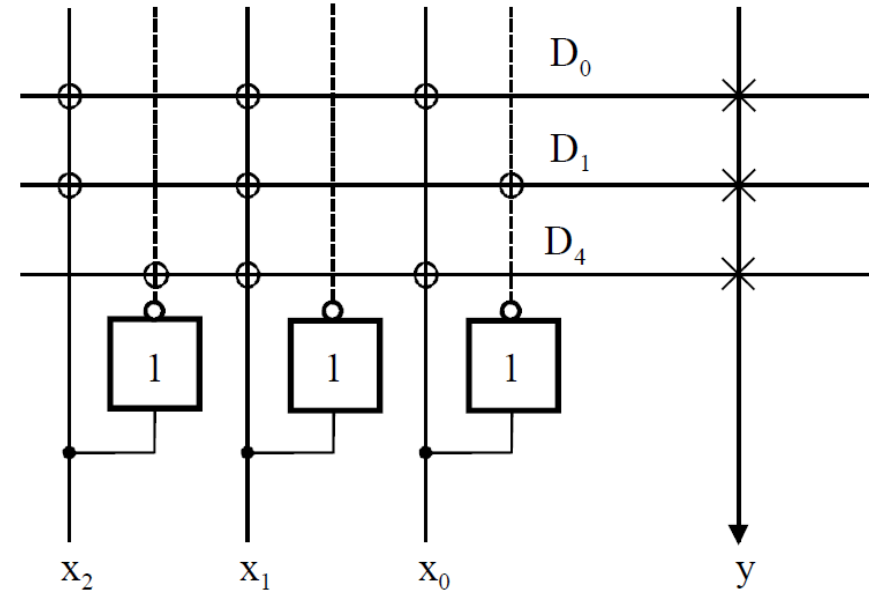 D₀
D₁
D₄
1 1 1
x₂ x₁ x₀ y